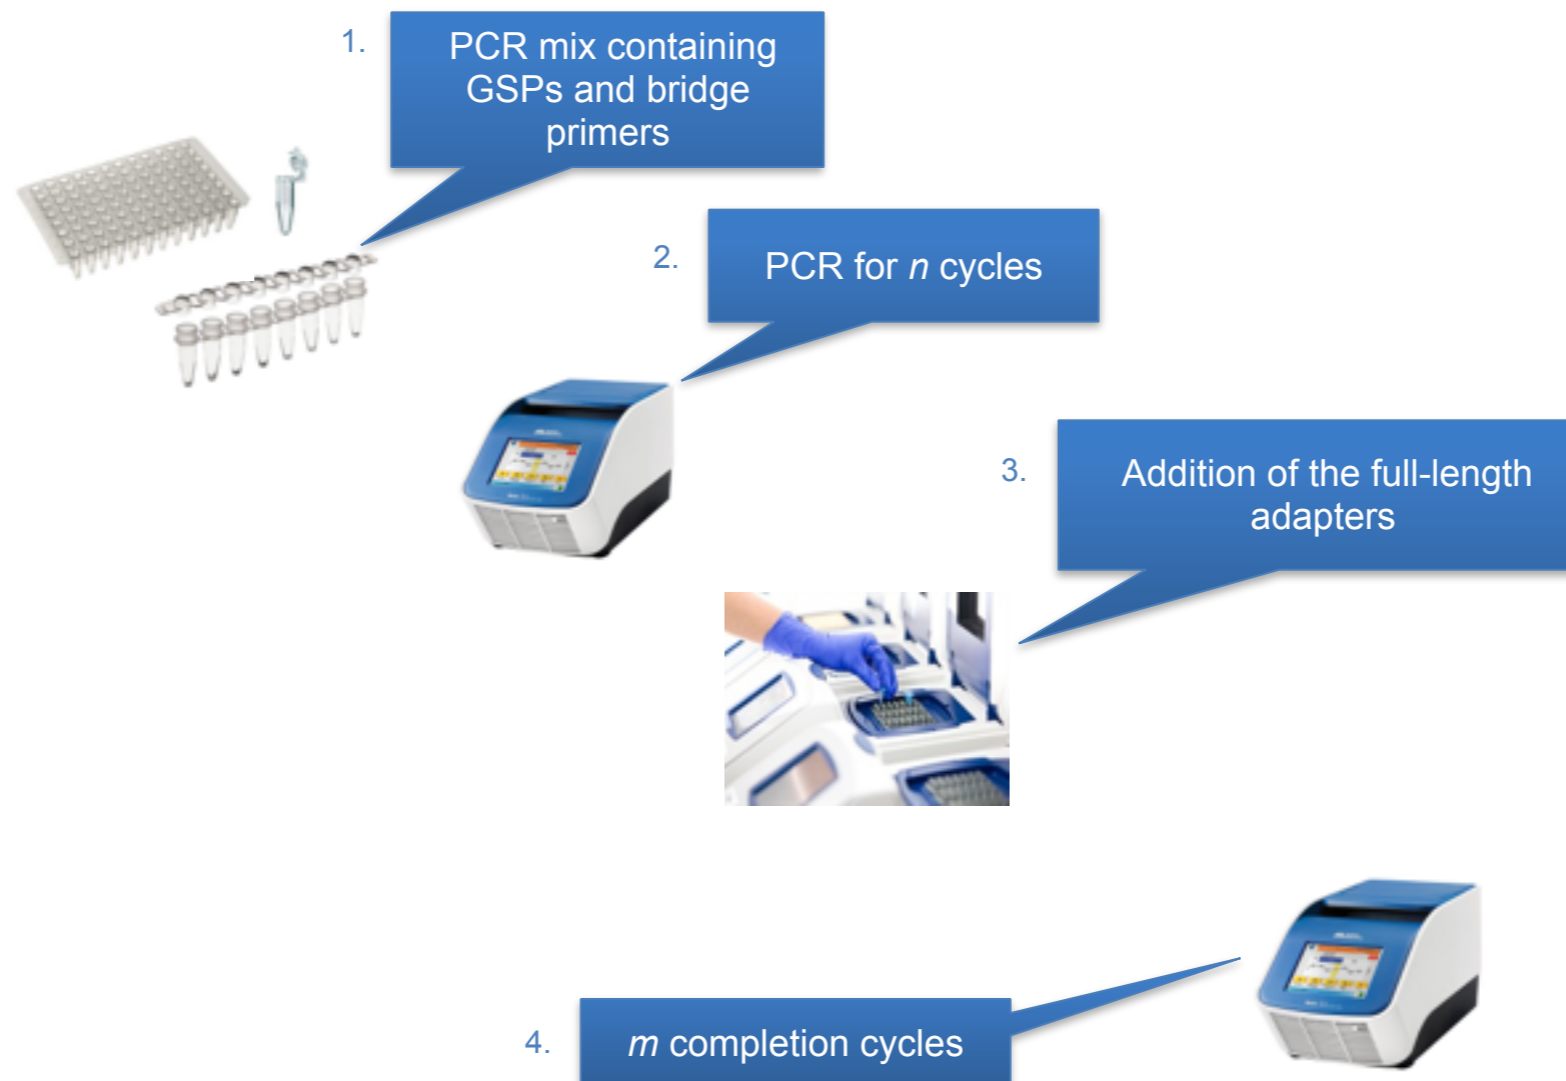 1.
PCR mix containing
GSPs and bridge
primers
2.
PCR for n cycles
3.
Addition of the full-length
adapters
4.
m completion cycles